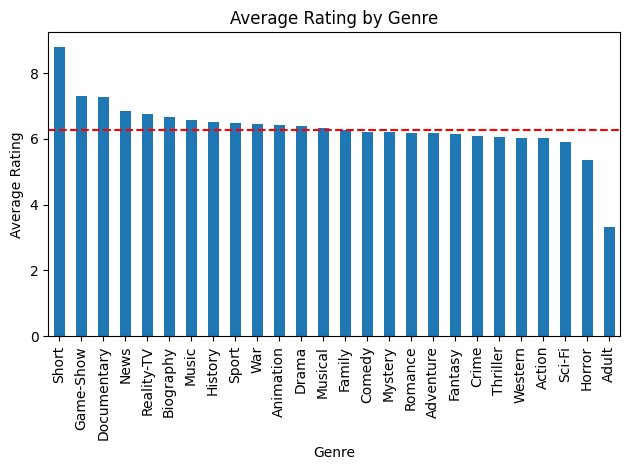 Average Rating by Genre
Average Rating
8
6
4
2
0
Short
Game-Show
Documentary
News
Reality-TV
Biography
Music
History
Sport
War
Animation
Drama
Musical
Family
Comedy
Mystery
Romance
Adventure
Fantasy
Crime
Thriller
Western
Action
Sci-Fi
Horror
Adult
Genre